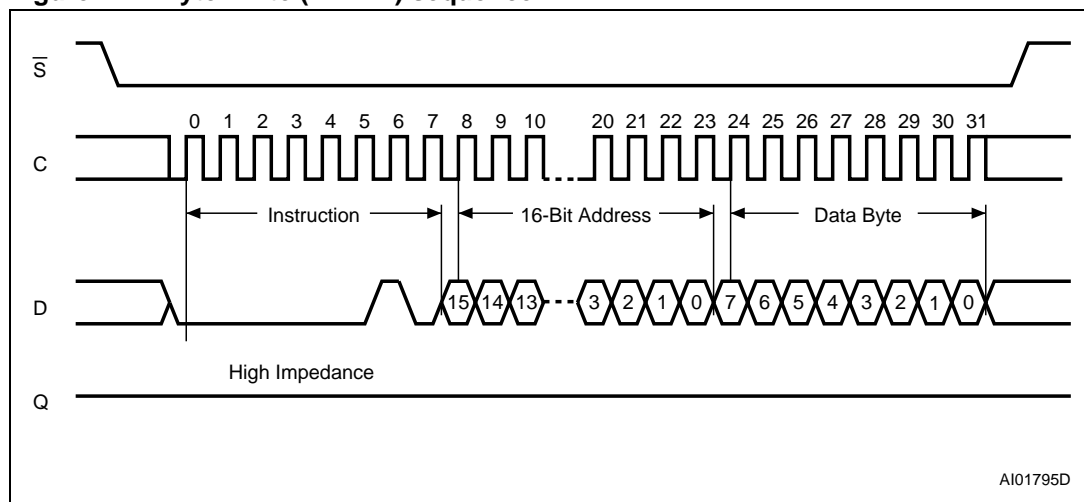 S
0 1 2 3 4 5 6 7 8 9 10 20 21 22 23 24 25 26 27 28 29 30 31
C
Instruction 16-Bit Address Data Byte
D 15 14 13 3 2 1 0 7 6 5 4 3 2 1 0
High Impedance
Q
AI01795D